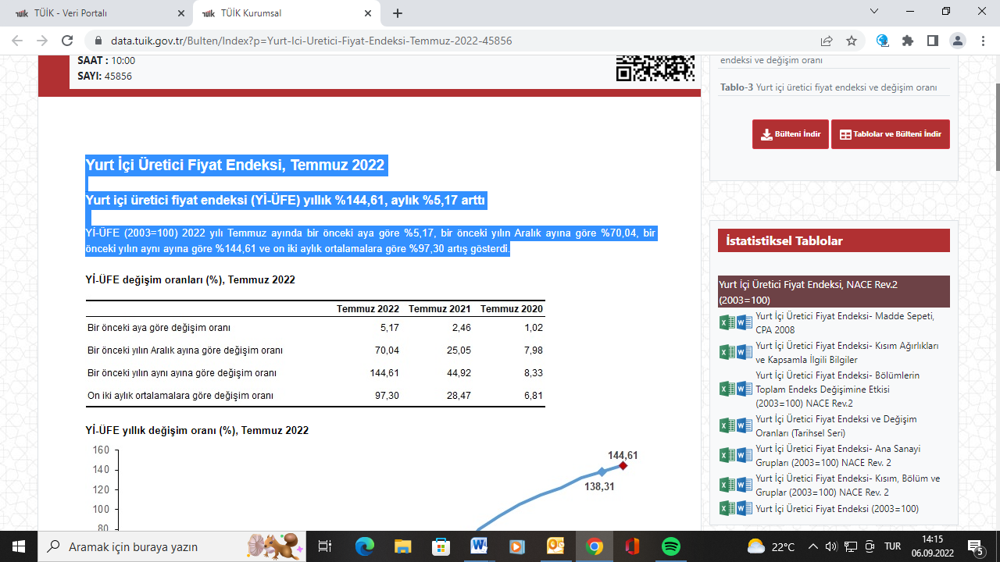 TÜİK - Veri Portalı
TÜİK Kurumsal
data.tuik.gov.tr/Bulten/Index?p=Yurt-Ici-Uretici-Fiyat-Endeksi-Temmuz-2022-45856
SAAT : 10:00
SAYI: 45856
Yurt İçi Üretici Fiyat Endeksi, Temmuz 2022
Yurt içi üretici fiyat endeksi (Yİ-ÜFE) yıllık %144,61, aylık %5,17 arttı
Yİ-ÜFE (2003=100) 2022 yılı Temmuz ayında bir önceki aya göre %5,17, bir önceki yılın Aralık ayına göre %70,04, bir
önceki yılın aynı ayına göre %144,61 ve on iki aylık ortalamalara göre %97,30 artış gösterdi.
Yİ-ÜFE değişim oranları (%), Temmuz 2022
Temmuz 2022 Temmuz 2021 Temmuz 2020
Bir önceki aya göre değişim oranı 5,17 2,46 1,02
Bir önceki yılın Aralık ayına göre değişim oranı 70,04 25,05 7,98
Bir önceki yılın aynı ayına göre değişim oranı 144,61 44,92 8,33
On iki aylık ortalamalara göre değişim oranı 97,30 28,47 6,81
Yİ-ÜFE yıllık değişim oranı (%), Temmuz 2022
160
140
120
100
80
144,61
138,31
endeksi ve değişim oranı
Tablo-3 Yurt içi üretici fiyat endeksi ve değişim oranı
Bülteni İndir
Tablolar ve Bülteni İndir
İstatistiksel Tablolar
Yurt İçi Üretici Fiyat Endeksi, NACE Rev.2
(2003=100)
Yurt İçi Üretici Fiyat Endeksi- Madde Sepeti,
CPA 2008
Yurt İçi Üretici Fiyat Endeksi- Kısım Ağırlıkları
ve Kapsamla İlgili Bilgiler
Yurt İçi Üretici Fiyat Endeksi- Bölümlerin
Toplam Endeks Değişimine Etkisi
(2003=100) NACE Rev.2
Yurt İçi Üretici Fiyat Endeksi ve Değişim
Oranları (Tarihsel Seri)
Yurt İçi Üretici Fiyat Endeksi- Ana Sanayi
Grupları (2003=100) NACE Rev. 2
Yurt İçi Üretici Fiyat Endeksi- Kısım, Bölüm ve
Gruplar (2003=100) NACE Rev. 2
Yurt İçi Üretici Fiyat Endeksi (2003=100)
Aramak için buraya yazın
22°C
TUR
14:15
06.09.2022
5